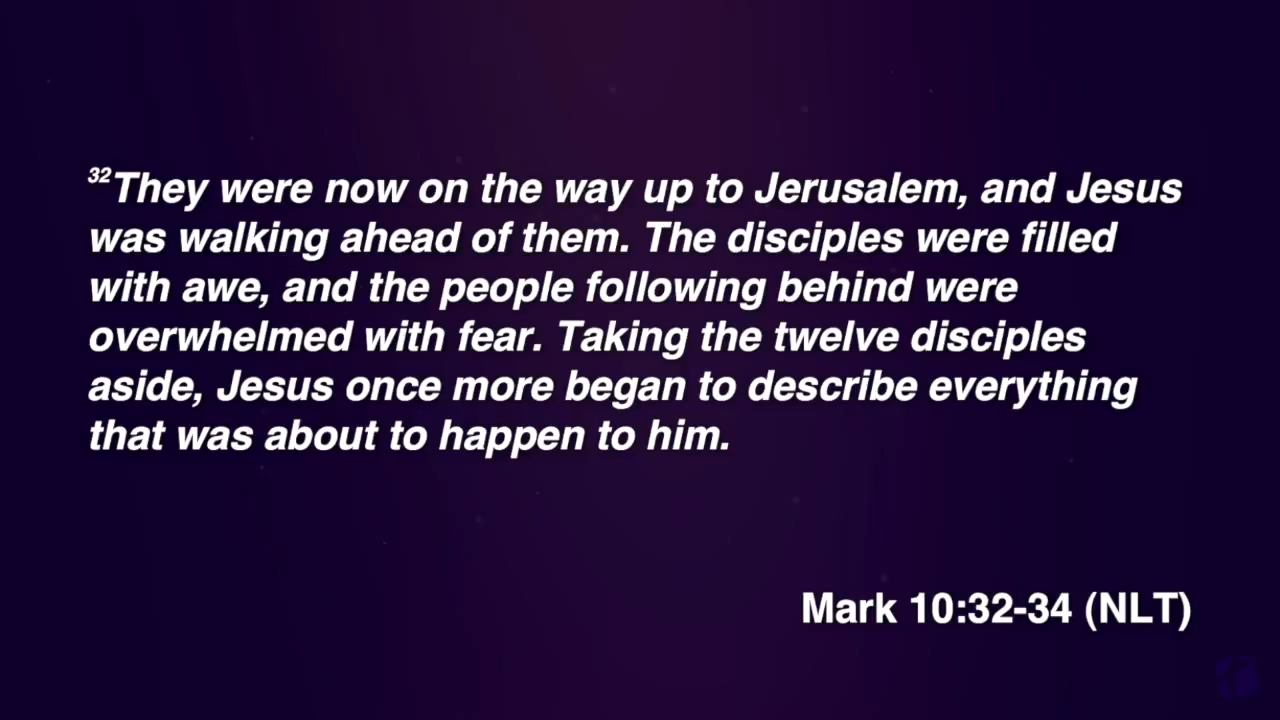 32They were now on the way up to Jerusalem, and Jesus
was walking ahead of them. The disciples were filled
with awe, and the people following behind were
overwhelmed with fear. Taking the twelve disciples
aside, Jesus once more began to describe everything
that was about to happen to him.
Mark 10:32-34 (NLT)